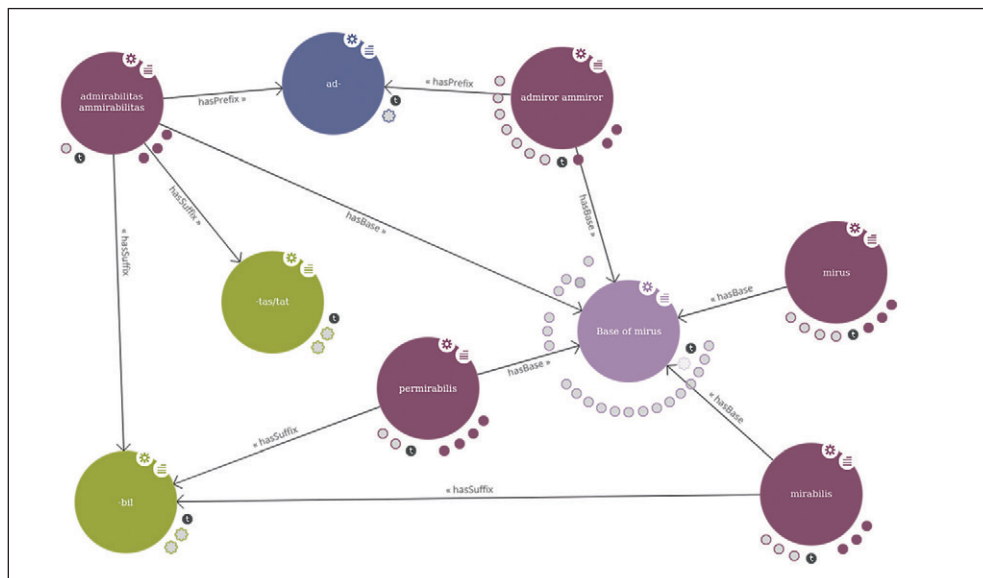 admirabilitas
ammirabilitas
hasPrefix »
ad-
« hasPrefix
admiror ammiror
« hasSuffix
hasSuffix »
hasBase »
hasBase »
mirus
« hasBase
-tas/tat
Base of mirus
t
t
t
t
t
permirabilis
hasBase »
t
t
« hasBase
« hasSuffix
t
-bil
« hasSuffix
mirabilis
t
t